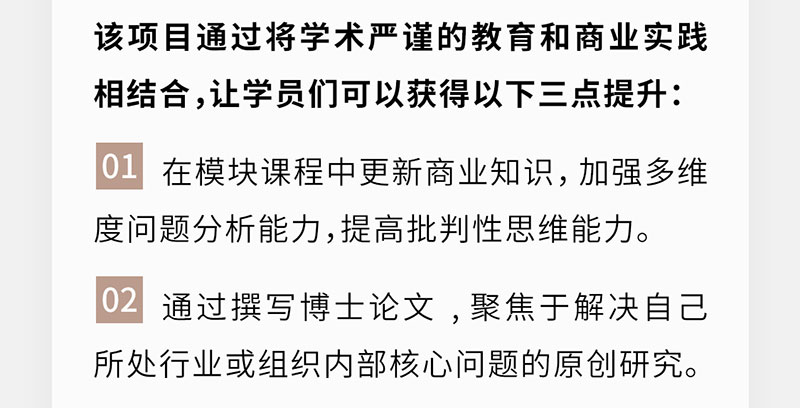 该项目通过将学术严谨的教育和商业实践
相结合,让学员们可以获得以下三点提升：
01 在模块课程中更新商业知识,加强多维
度问题分析能力,提高批判性思维能力。
02 通过撰写博士论文 ,聚焦于解决自己
所处行业或组织内部核心问题的原创研究。